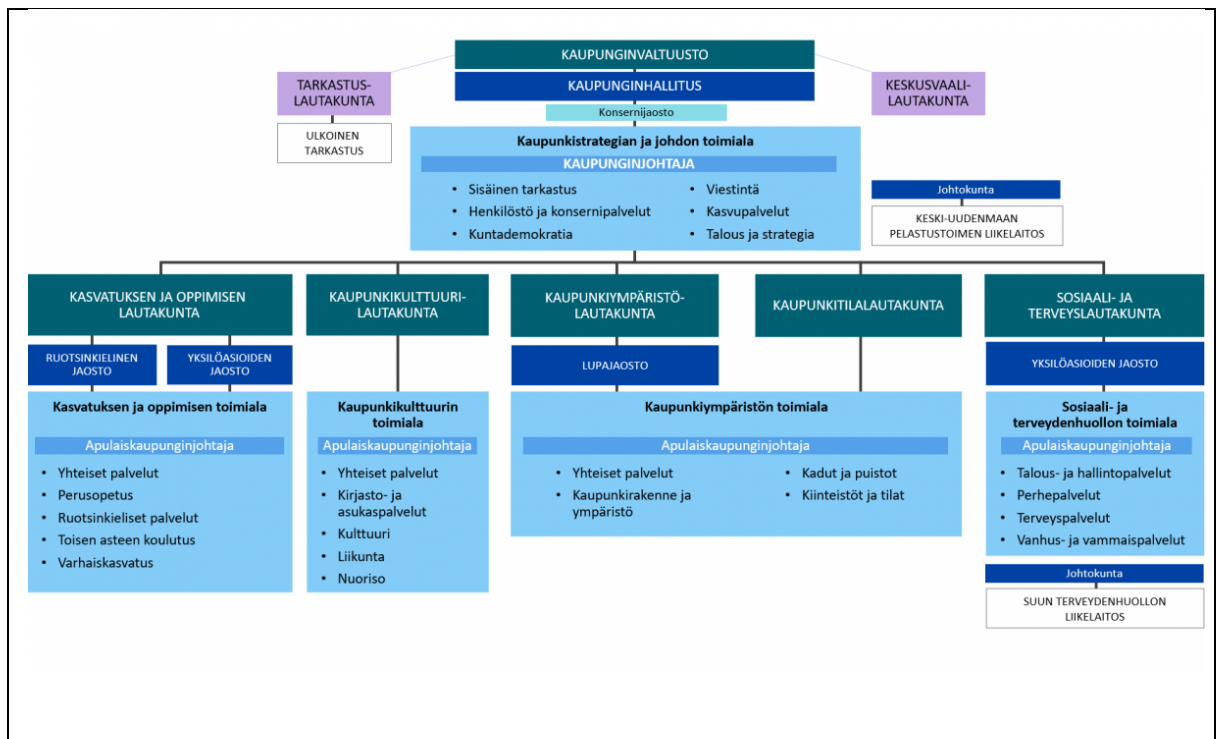 KAUPUNGINVALTUUSTO
TARKASTUS-
LAUTAKUNTA
KAUPUNGINHALLITUS
KESKUSVAALI-
LAUTAKUNTA
Konsernijaosto
ULKOINEN
TARKASTUS
Kaupunkistrategian ja johdon toimiala
KAUPUNGINJOHTAJA
• Sisäinen tarkastus
• Henkilöstö ja konsernipalvelut
• Kuntademokratia
• Viestintä
• Kasvupalvelut
• Talous ja strategia
Johtokunta
KESKI-UUDENMAAN
PELASTUSTOIMEN LIIKELAITOS
KASVATUKSEN JA OPPIMISEN
LAUTAKUNTA
KAUPUNKIKULTTUURI-
LAUTAKUNTA
KAUPUNKIYMPÄRISTÖ-
LAUTAKUNTA
KAUPUNKITILALAUTAKUNTA
SOSIAALI- JA
TERVEYSLAUTAKUNTA
RUOTSINKIELINEN
JAOSTO
YKSILÖASIOIDEN
JAOSTO
LUPAJAOSTO
YKSILÖASIOIDEN JAOSTO
Kasvatuksen ja oppimisen toimiala
Apulaiskaupunginjohtaja
• Yhteiset palvelut
• Perusopetus
• Ruotsinkieliset palvelut
• Toisen asteen koulutus
• Varhaiskasvatus
Kaupunkikulttuurin
toimiala
Apulaiskaupunginjohtaja
• Yhteiset palvelut
• Kirjasto- ja
asukaspalvelut
• Kulttuuri
• Liikunta
• Nuoriso
Kaupunkiympäristön toimiala
Apulaiskaupunginjohtaja
• Yhteiset palvelut
• Kaupunkirakenne ja
ympäristö
• Kadut ja puistot
• Kiinteistöt ja tilat
Sosiaali- ja
terveydenhuollon toimiala
Apulaiskaupunginjohtaja
• Talous- ja hallintopalvelut
• Perhepalvelut
• Terveyspalvelut
• Vanhus- ja vammaispalvelut
Johtokunta
SUUN TERVEYDENHUOLLON
LIIKELAITOS